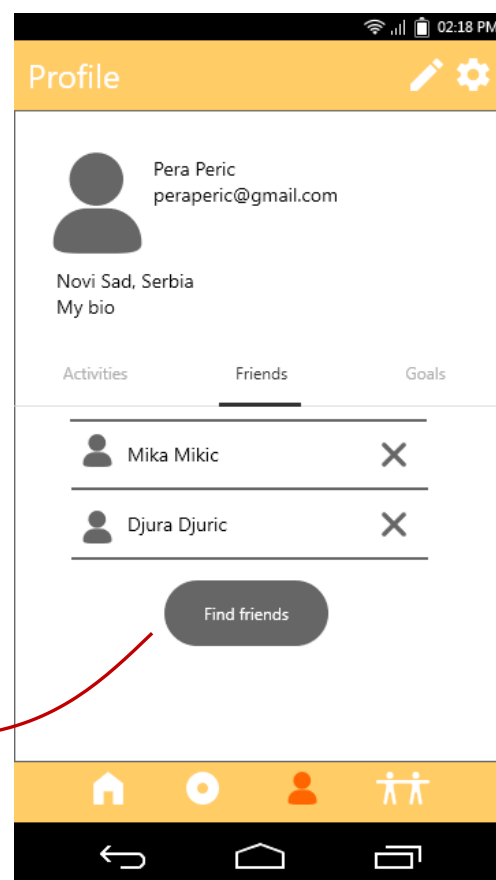 02:18 PM
Profile
Pera Peric
peraperic@gmail.com
Novi Sad, Serbia
My bio
Activities Friends Goals
Mika Mikic
Djura Djuric
Find friends